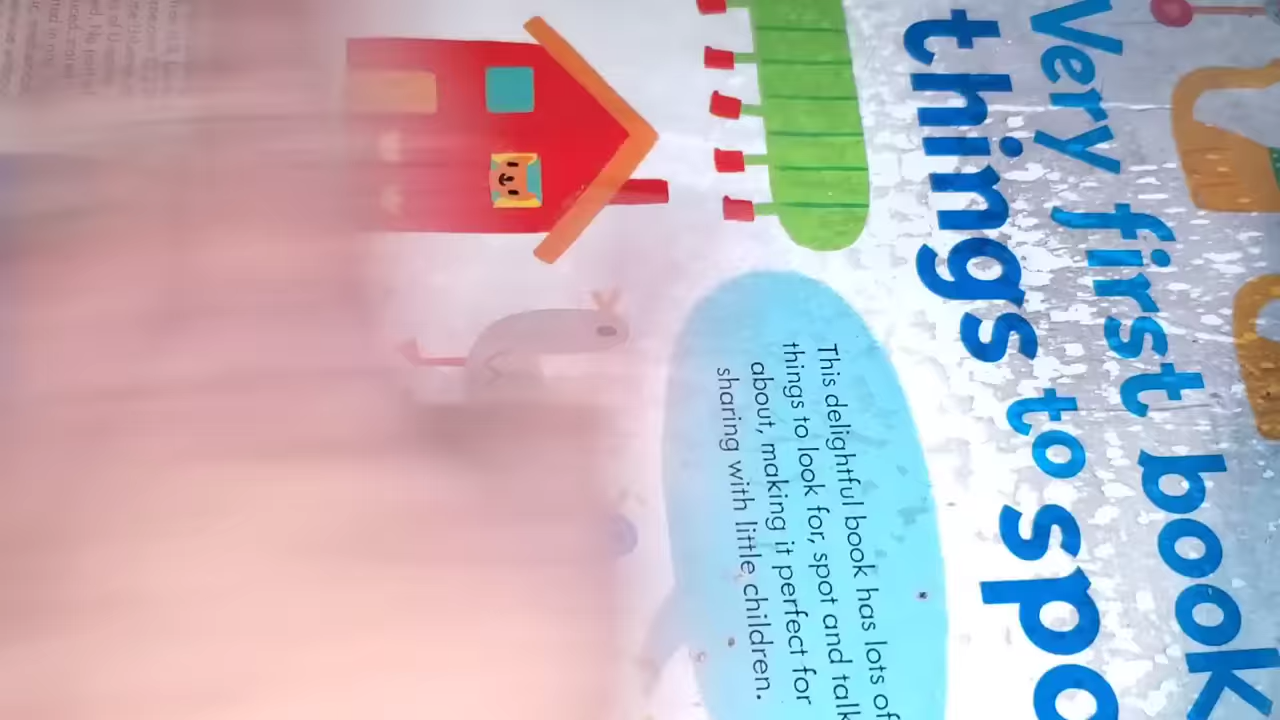 Very first book
things to spo
This delightful book has lots of
things to look for, spot and talk
about, making it perfect for
sharing with little children.